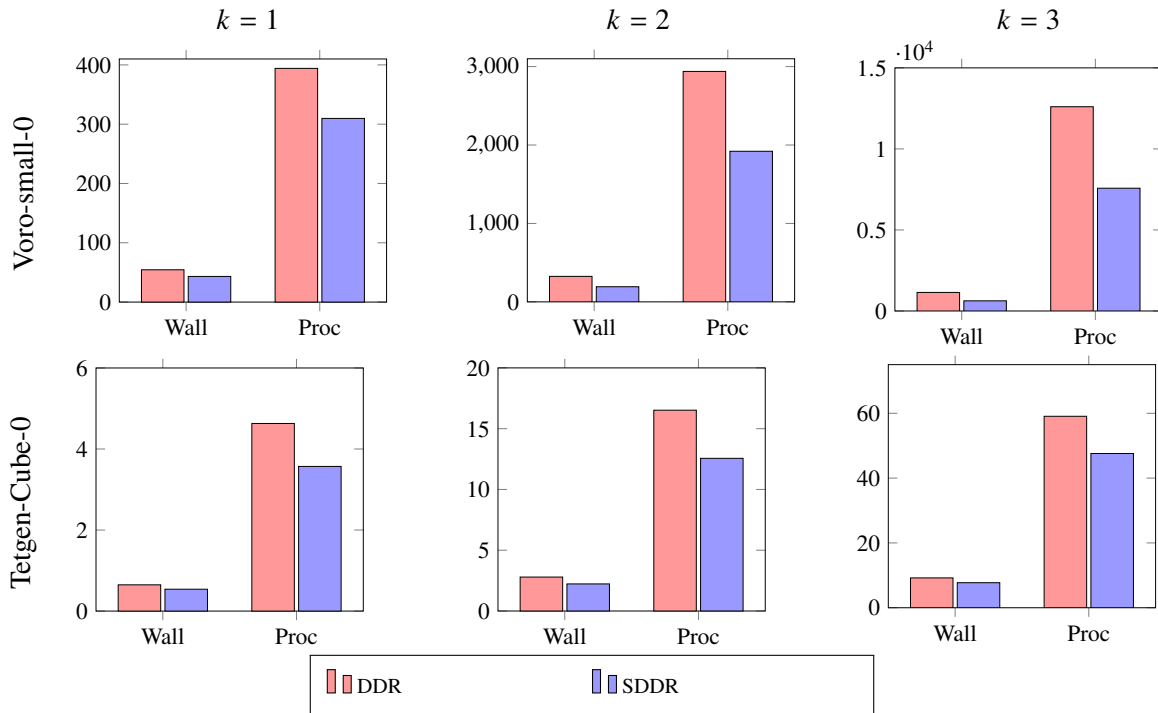 k = 1
k = 2
k = 3
Voro-small-0
400
300
200
100
0
Wall
Proc
3,000
2,000
1,000
0
Wall
Proc
·10⁴
1.5
1
0.5
0
Wall
Proc
Tetgen-Cube-0
6
4
2
0
Wall
Proc
20
15
10
5
0
Wall
Proc
60
40
20
0
Wall
Proc
DDR
SDDR